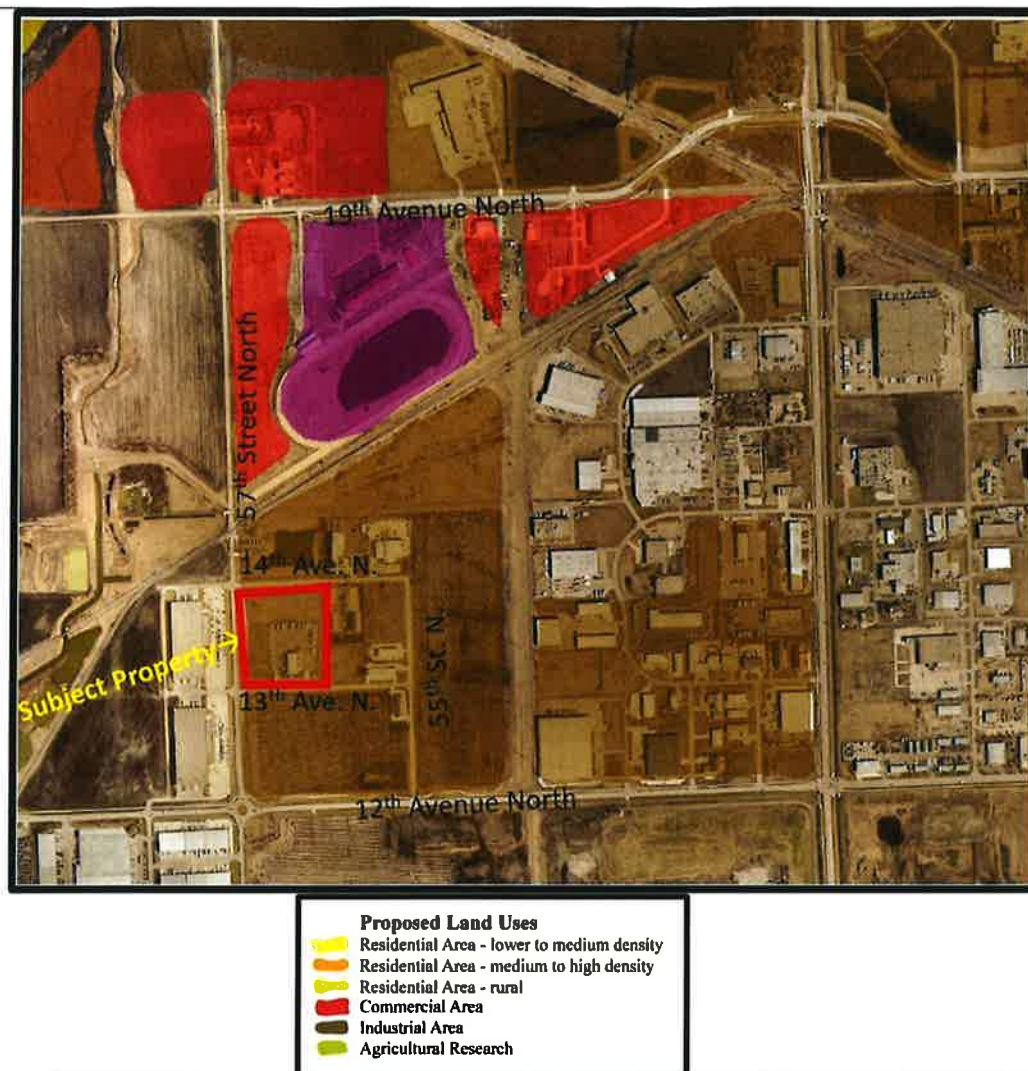 19th Avenue North
57th Street North
14th Ave. N.
Subject Property→
13th Ave. N.
55th St. N.
12th Avenue North
Proposed Land Uses
Residential Area - lower to medium density
Residential Area - medium to high density
Residential Area - rural
Commercial Area
Industrial Area
Agricultural Research